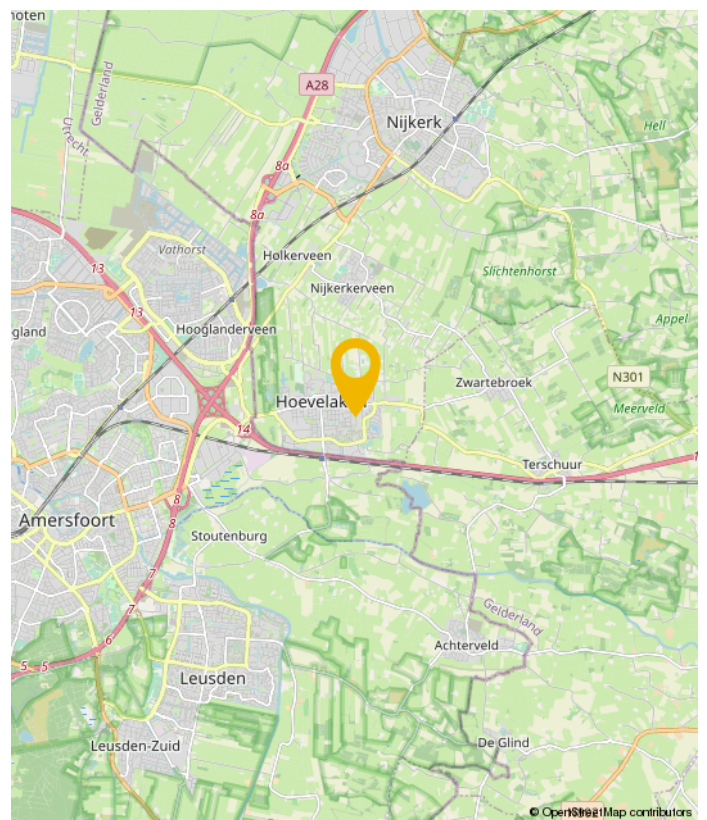 noten
A28
Gelderland
Utrecht
Nijkerk
Hell
8a
8a
Vathorst
Holkerveen
13
Slichtenhorst
Nijkerkerveen
13
gland
Hooglanderveen
Appel
N301
Zwartebroek
Hoevelaken
Meerveld
14
1
Terschuur
8
Amersfoort
8
Stoutenburg
7
Gelderland
7
6
Achterveld
5
5
Leusden
De Glind
Leusden-Zuid
© OpenStreetMap contributors